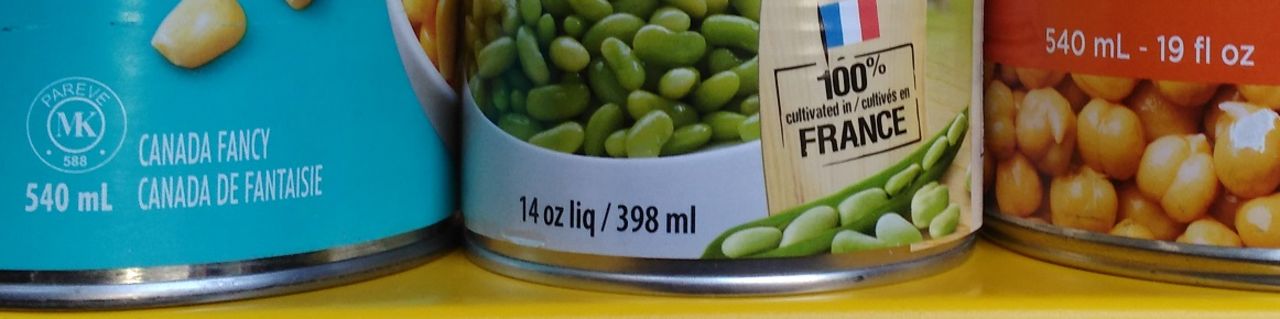 PAREVE
MK
588
540 mL
CANADA FANCY
CANADA DE FANTAISIE
14 oz liq / 398 ml
100%
cultivated in / cultivés en
FRANCE
540 mL - 19 fl oz